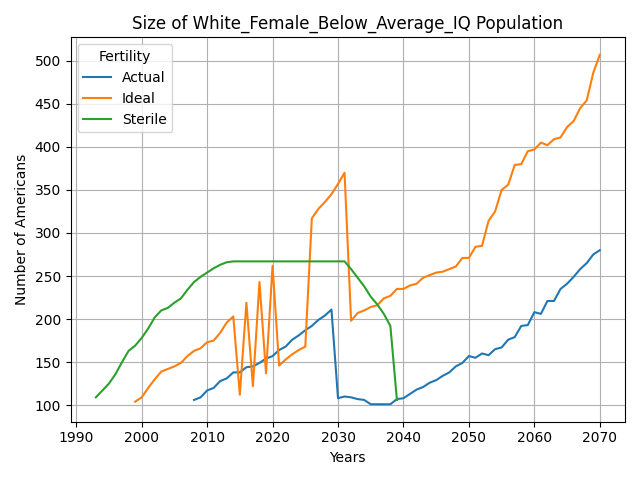 Size of White_Female_Below_Average_IQ Population
Fertility
Actual
Ideal
Sterile
Number of Americans
500
450
400
350
300
250
200
150
100
1990 2000 2010 2020 2030 2040 2050 2060 2070
Years